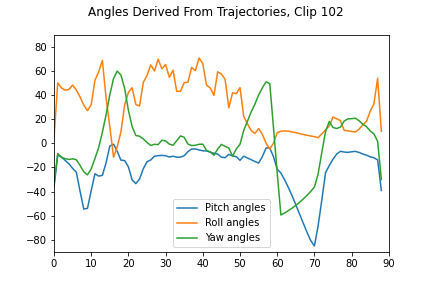 Angles Derived From Trajectories, Clip 102
80
60
40
20
0
−20
−40
−60
−80
Pitch angles
Roll angles
Yaw angles
0 10 20 30 40 50 60 70 80 90